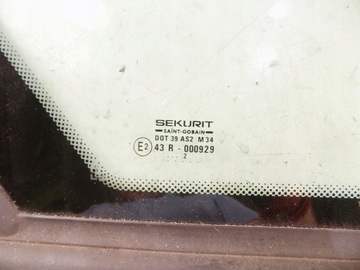 SEKURIT
SAINT-GOBAIN
DOT 39 AS2 M34
E2 43 R - 000929
2